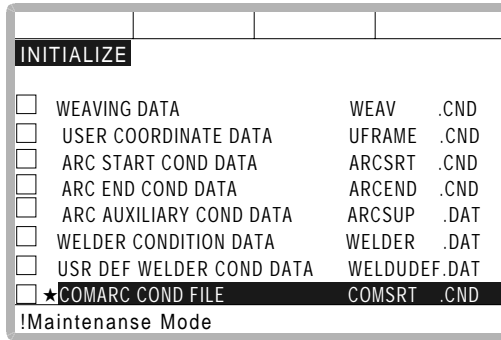 INITIALIZE
WEAVING DATA WEAV .CND
USER COORDINATE DATA UFRAME .CND
ARC START COND DATA ARCSRT .CND
ARC END COND DATA ARCEND .CND
ARC AUXILIARY COND DATA ARCSUP .DAT
WELDER CONDITION DATA WELDER .DAT
USR DEF WELDER COND DATA WELDUDEF.DAT
★COMARC COND FILE COMSRT .CND
!Maintenanse Mode